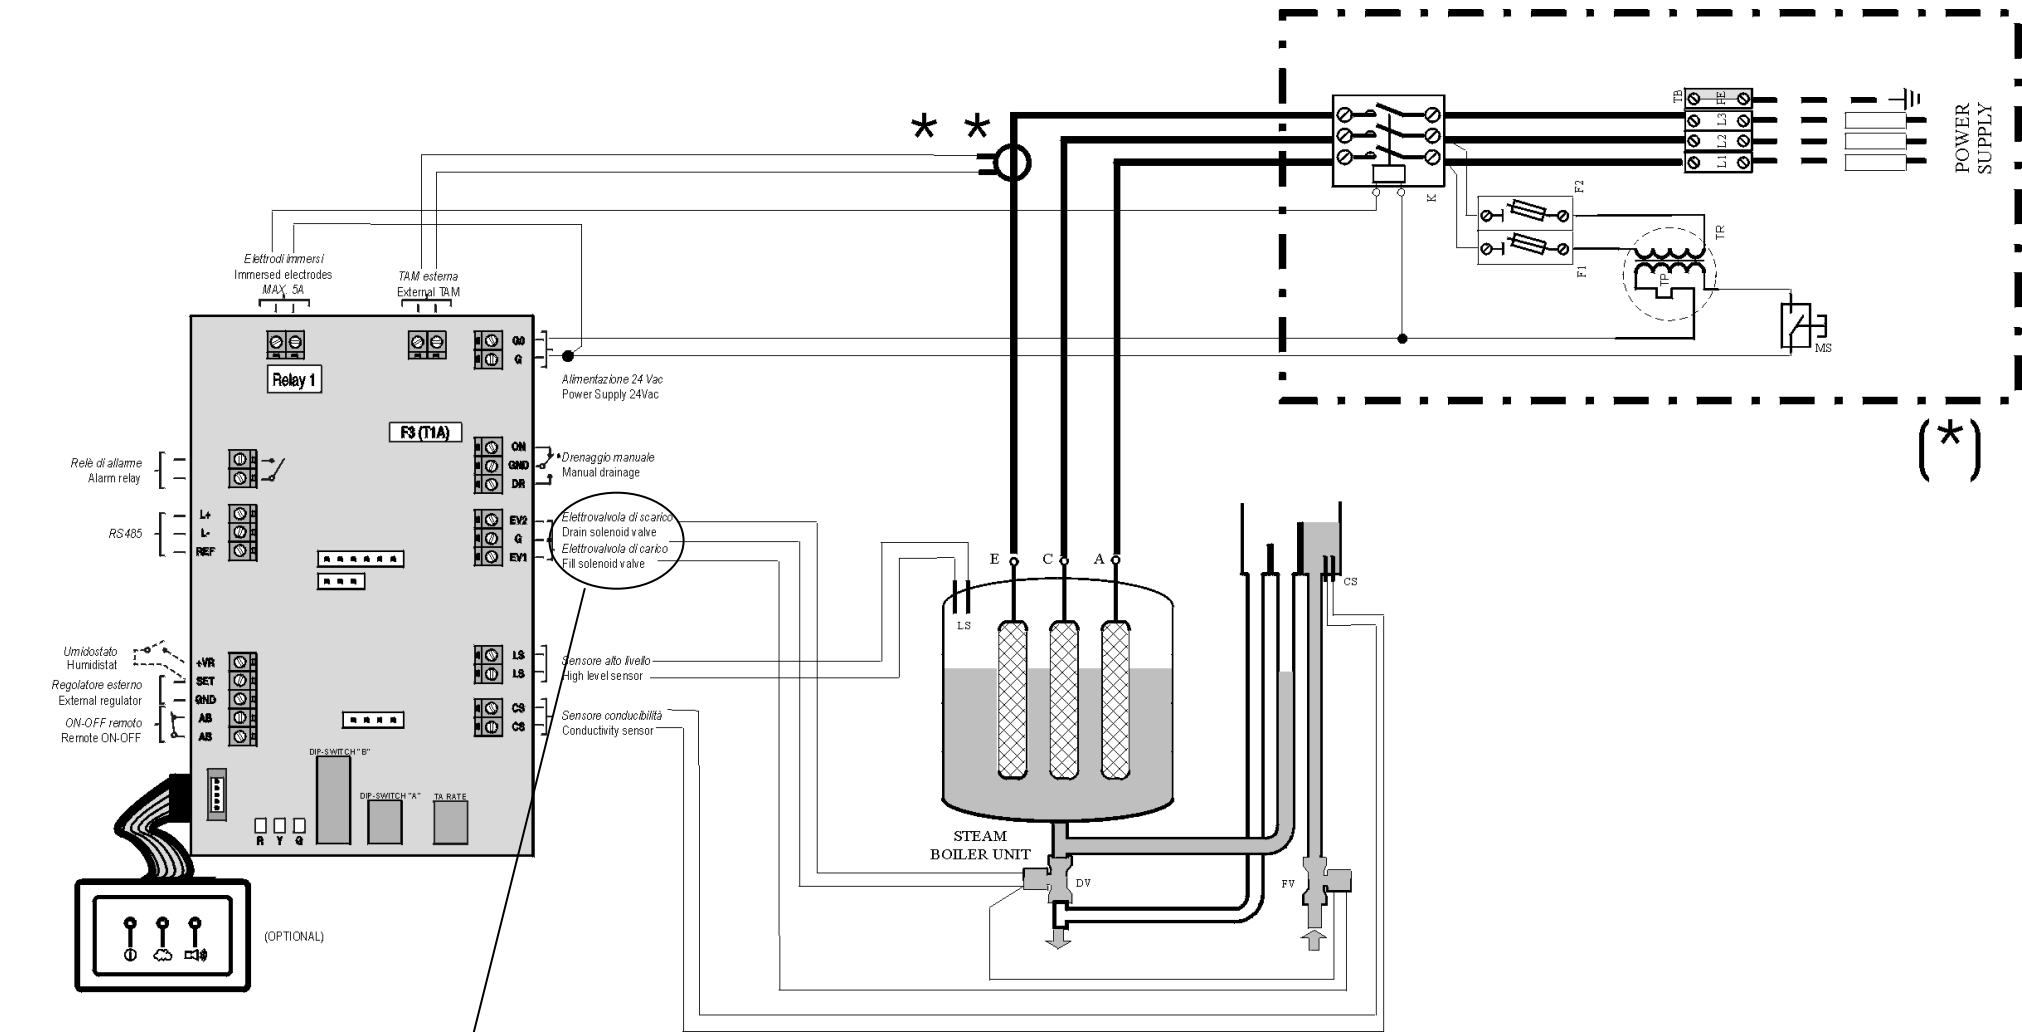 * *
TB
PE
L3
L2
L1
POWER
SUPPLY
K
F2
F1
TR
TP
MS
(*)
Elettrodi immersi
Immersed electrodes
MAX. 5A
TAM esterna
External TAM
Relay 1
G0
G
Alimentazione 24 Vac
Power Supply 24Vac
F3 (T1A)
ON
GND
DR
Drenaggio manuale
Manual drainage
Relè di allarme
Alarm relay
RS485
L+
L-
REF
EV2
G
EV1
Elettrovalvola di scarico
Drain solenoid valve
Elettrovalvola di carico
Fill solenoid valve
E
C
A
CS
LS
Umidostato
Humidistat
Regolatore esterno
External regulator
ON-OFF remoto
Remote ON-OFF
+VR
SET
GND
AB
AB
LS
LS
Sensore alto livello
High level sensor
CS
CS
Sensore conducibilità
Conductivity sensor
DIP-SWITCH "B"
DIP-SWITCH "A"
TA RATE
R Y G
STEAM
BOILER UNIT
DV
FV
(OPTIONAL)